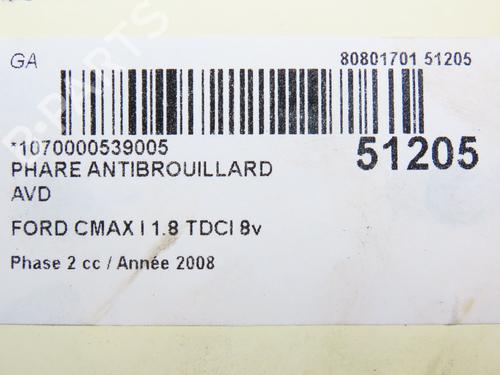 GA
80801701 51205
*1070000539005
51205
PHARE ANTIBROUILLARD
AVD
FORD CMAX I 1.8 TDCI 8v
Phase 2 cc / Année 2008